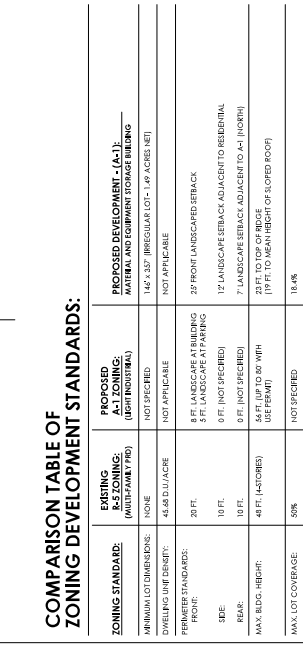 COMPARISON TABLE OF
ZONING DEVELOPMENT STANDARDS:
ZONING STANDARD:
EXISTING
R-5 ZONING:
(MULTI-FAMILY PRD)
PROPOSED
A-1 ZONING:
(LIGHT INDUSTRIAL)
PROPOSED DEVELOPMENT - (A-1):
MATERIAL AND EQUIPMENT STORAGE BUILDING
MINIMUM LOT DIMENSIONS:
NONE
NOT SPECIFIED
146' x 357' (IRREGULAR LOT - 1.49 ACRES NET)
DWELLING UNIT DENSITY:
45.68 D.U./ACRE
NOT APPLICABLE
NOT APPLICABLE
PERIMETER STANDARDS:
FRONT:
20 FT.
8 FT. LANDSCAPE AT BUILDING
5 FT. LANDSCAPE AT PARKING
25' FRONT LANDSCAPED SETBACK
SIDE:
10 FT.
0 FT. (NOT SPECIFIED)
12' LANDSCAPE SETBACK ADJACENT TO RESIDENTIAL
REAR:
10 FT.
0 FT. (NOT SPECIFIED)
7' LANDSCAPE SETBACK ADJACENT TO A-1 (NORTH)
MAX. BLDG. HEIGHT:
48 FT. (4-STORIES)
56 FT. (UP TO 80' WITH
USE PERMIT)
23 FT. TO TOP OF RIDGE
(19 FT. TO MEAN HEIGHT OF SLOPED ROOF)
MAX. LOT COVERAGE:
50%
NOT SPECIFIED
18.4%